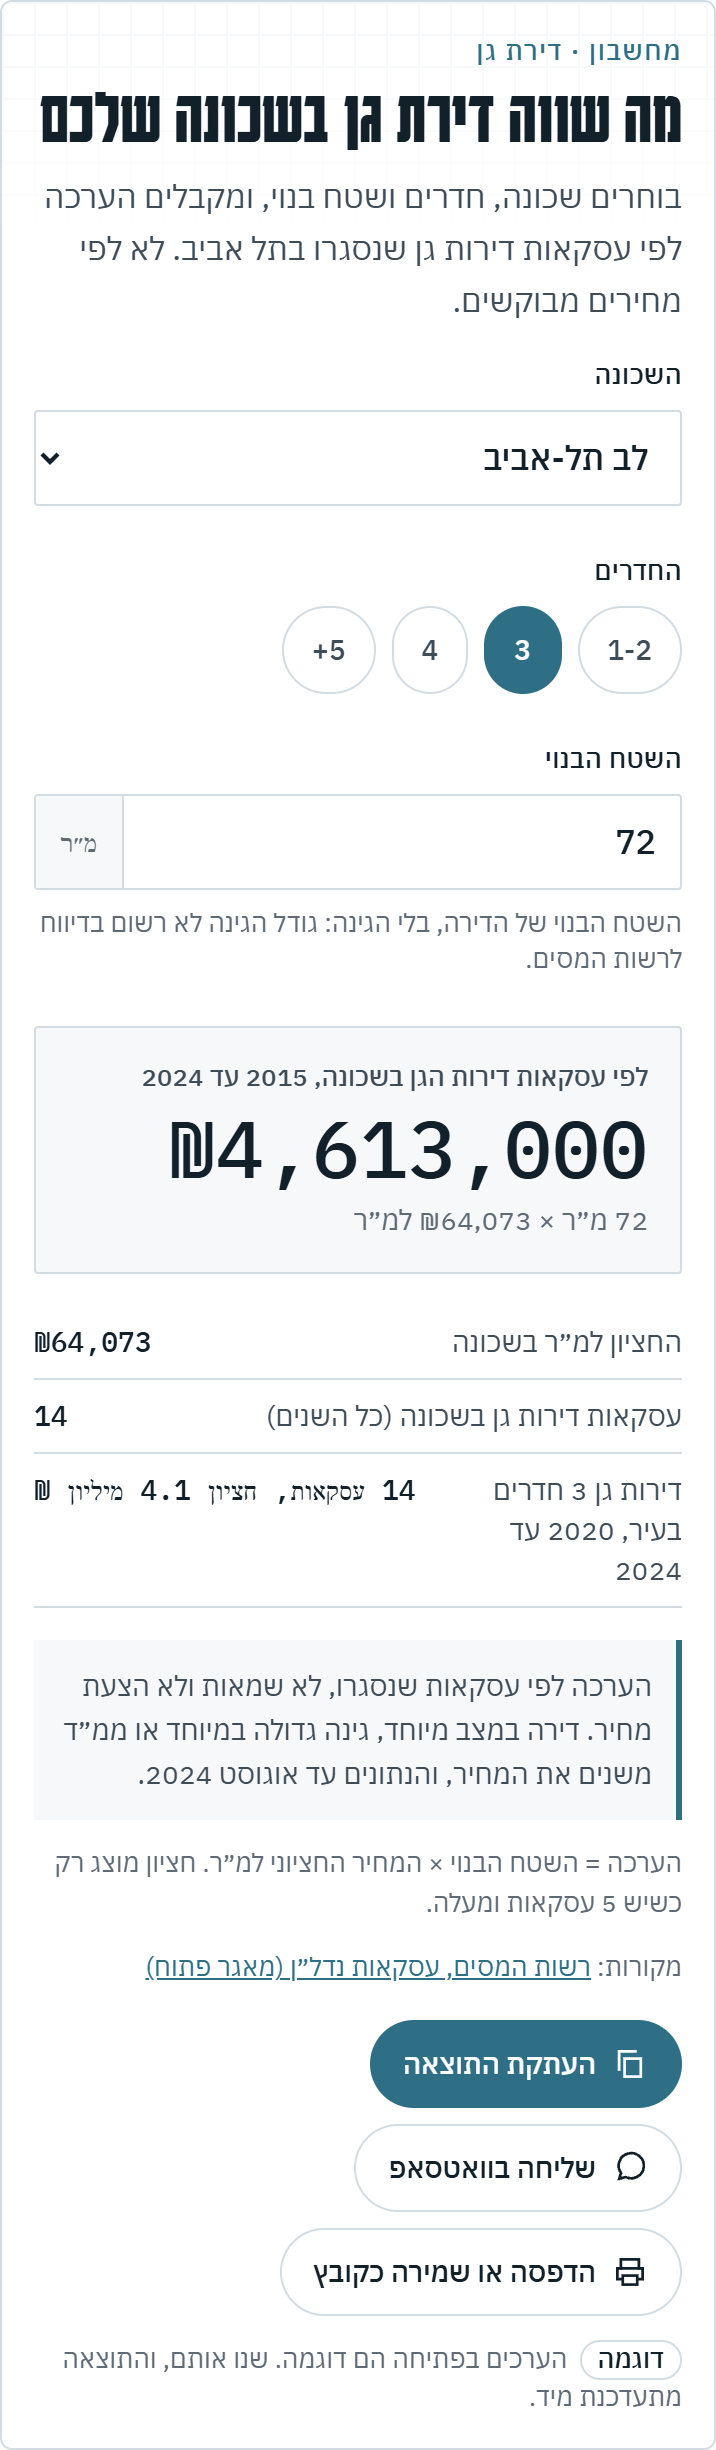 מחשבון · דירת גן
מה שווה דירת גן בשכונה שלכם
בוחרים שכונה, חדרים ושטח בנוי, ומקבלים הערכה
לפי עסקאות דירות גן שנסגרו בתל אביב. לא לפי
מחירים מבוקשים.
השכונה
לב תל-אביב
החדרים
1-2
3
4
5+
השטח הבנוי
72
מ״ר
השטח הבנוי של הדירה, בלי הגינה: גודל הגינה לא רשום בדיווח
לרשות המסים.
לפי עסקאות דירות הגן בשכונה, 2015 עד 2024
₪4,613,000
72 מ״ר × ₪64,073 למ״ר
החציון למ״ר בשכונה ₪64,073
עסקאות דירות גן בשכונה (כל השנים) 14
דירות גן 3 חדרים 14 עסקאות, חציון 4.1 מיליון ₪
בעיר, 2020 עד
2024
הערכה לפי עסקאות שנסגרו, לא שמאות ולא הצעת
מחיר. דירה במצב מיוחד, גינה גדולה במיוחד או ממ״ד
משנים את המחיר, והנתונים עד אוגוסט 2024.
הערכה = השטח הבנוי × המחיר החציוני למ״ר. חציון מוצג רק
כשיש 5 עסקאות ומעלה.
מקורות: רשות המסים, עסקאות נדל״ן (מאגר פתוח)
העתקת התוצאה
שליחה בוואטסאפ
הדפסה או שמירה כקובץ
דוגמה הערכים בפתיחה הם דוגמה. שנו אותם, והתוצאה
מתעדכנת מיד.